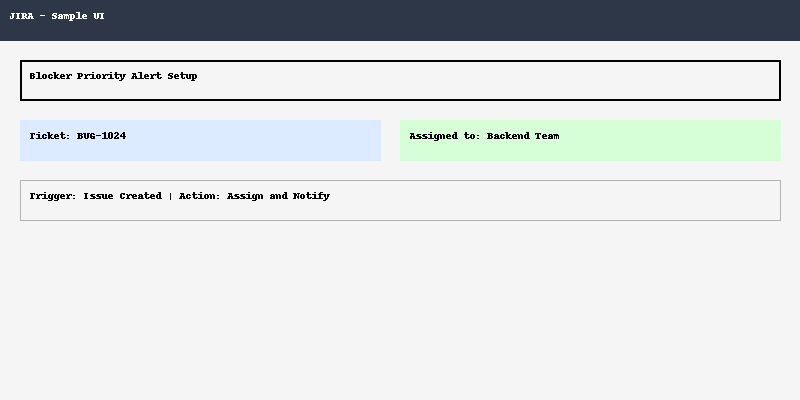 JIRA - Sample UI
Blocker Priority Alert Setup
Ticket: BUG-1024
Assigned to: Backend Team
Trigger: Issue Created | Action: Assign and Notify